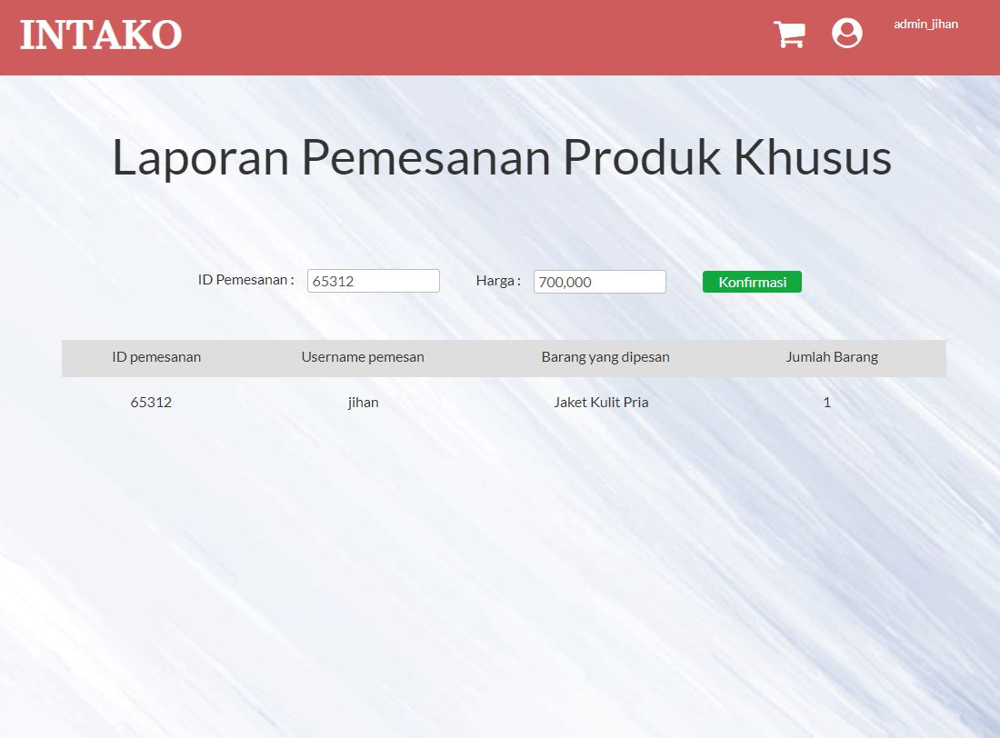 INTAKO
admin_jihan
Laporan Pemesanan Produk Khusus
ID Pemesanan : 65312 Harga : 700,000 Konfirmasi
ID pemesanan Username pemesan Barang yang dipesan Jumlah Barang
65312 jihan Jaket Kulit Pria 1